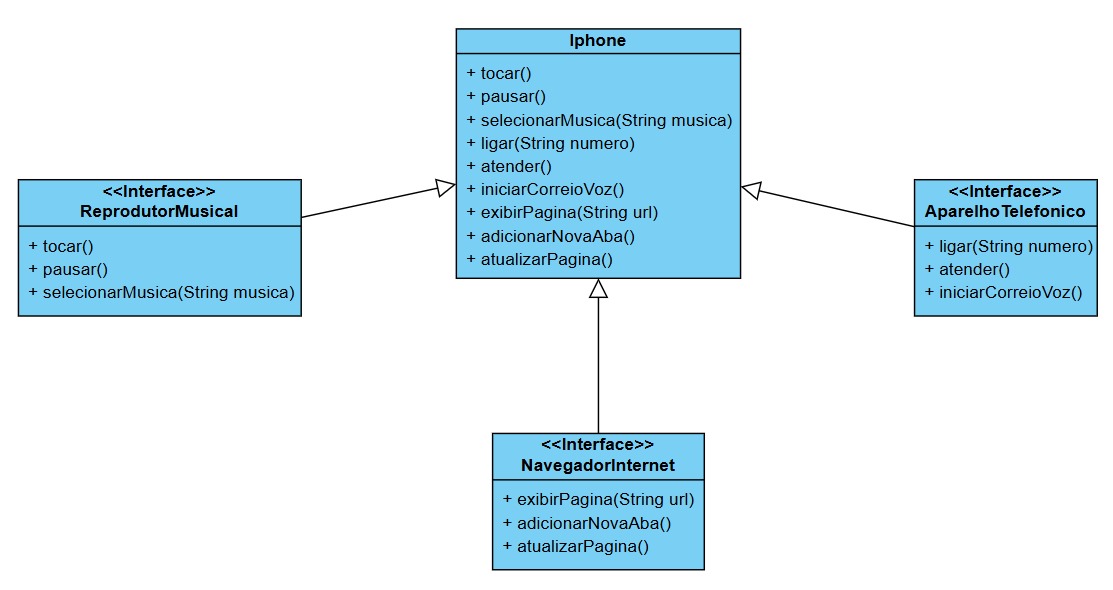 Iphone
+ tocar()
+ pausar()
+ selecionarMusica(String musica)
+ ligar(String numero)
+ atender()
+ iniciarCorreioVoz()
+ exibirPagina(String url)
+ adicionarNovaAba()
+ atualizarPagina()
<<Interface>>
ReprodutorMusical
+ tocar()
+ pausar()
+ selecionarMusica(String musica)
<<Interface>>
AparelhoTelefonico
+ ligar(String numero)
+ atender()
+ iniciarCorreioVoz()
<<Interface>>
NavegadorInternet
+ exibirPagina(String url)
+ adicionarNovaAba()
+ atualizarPagina()